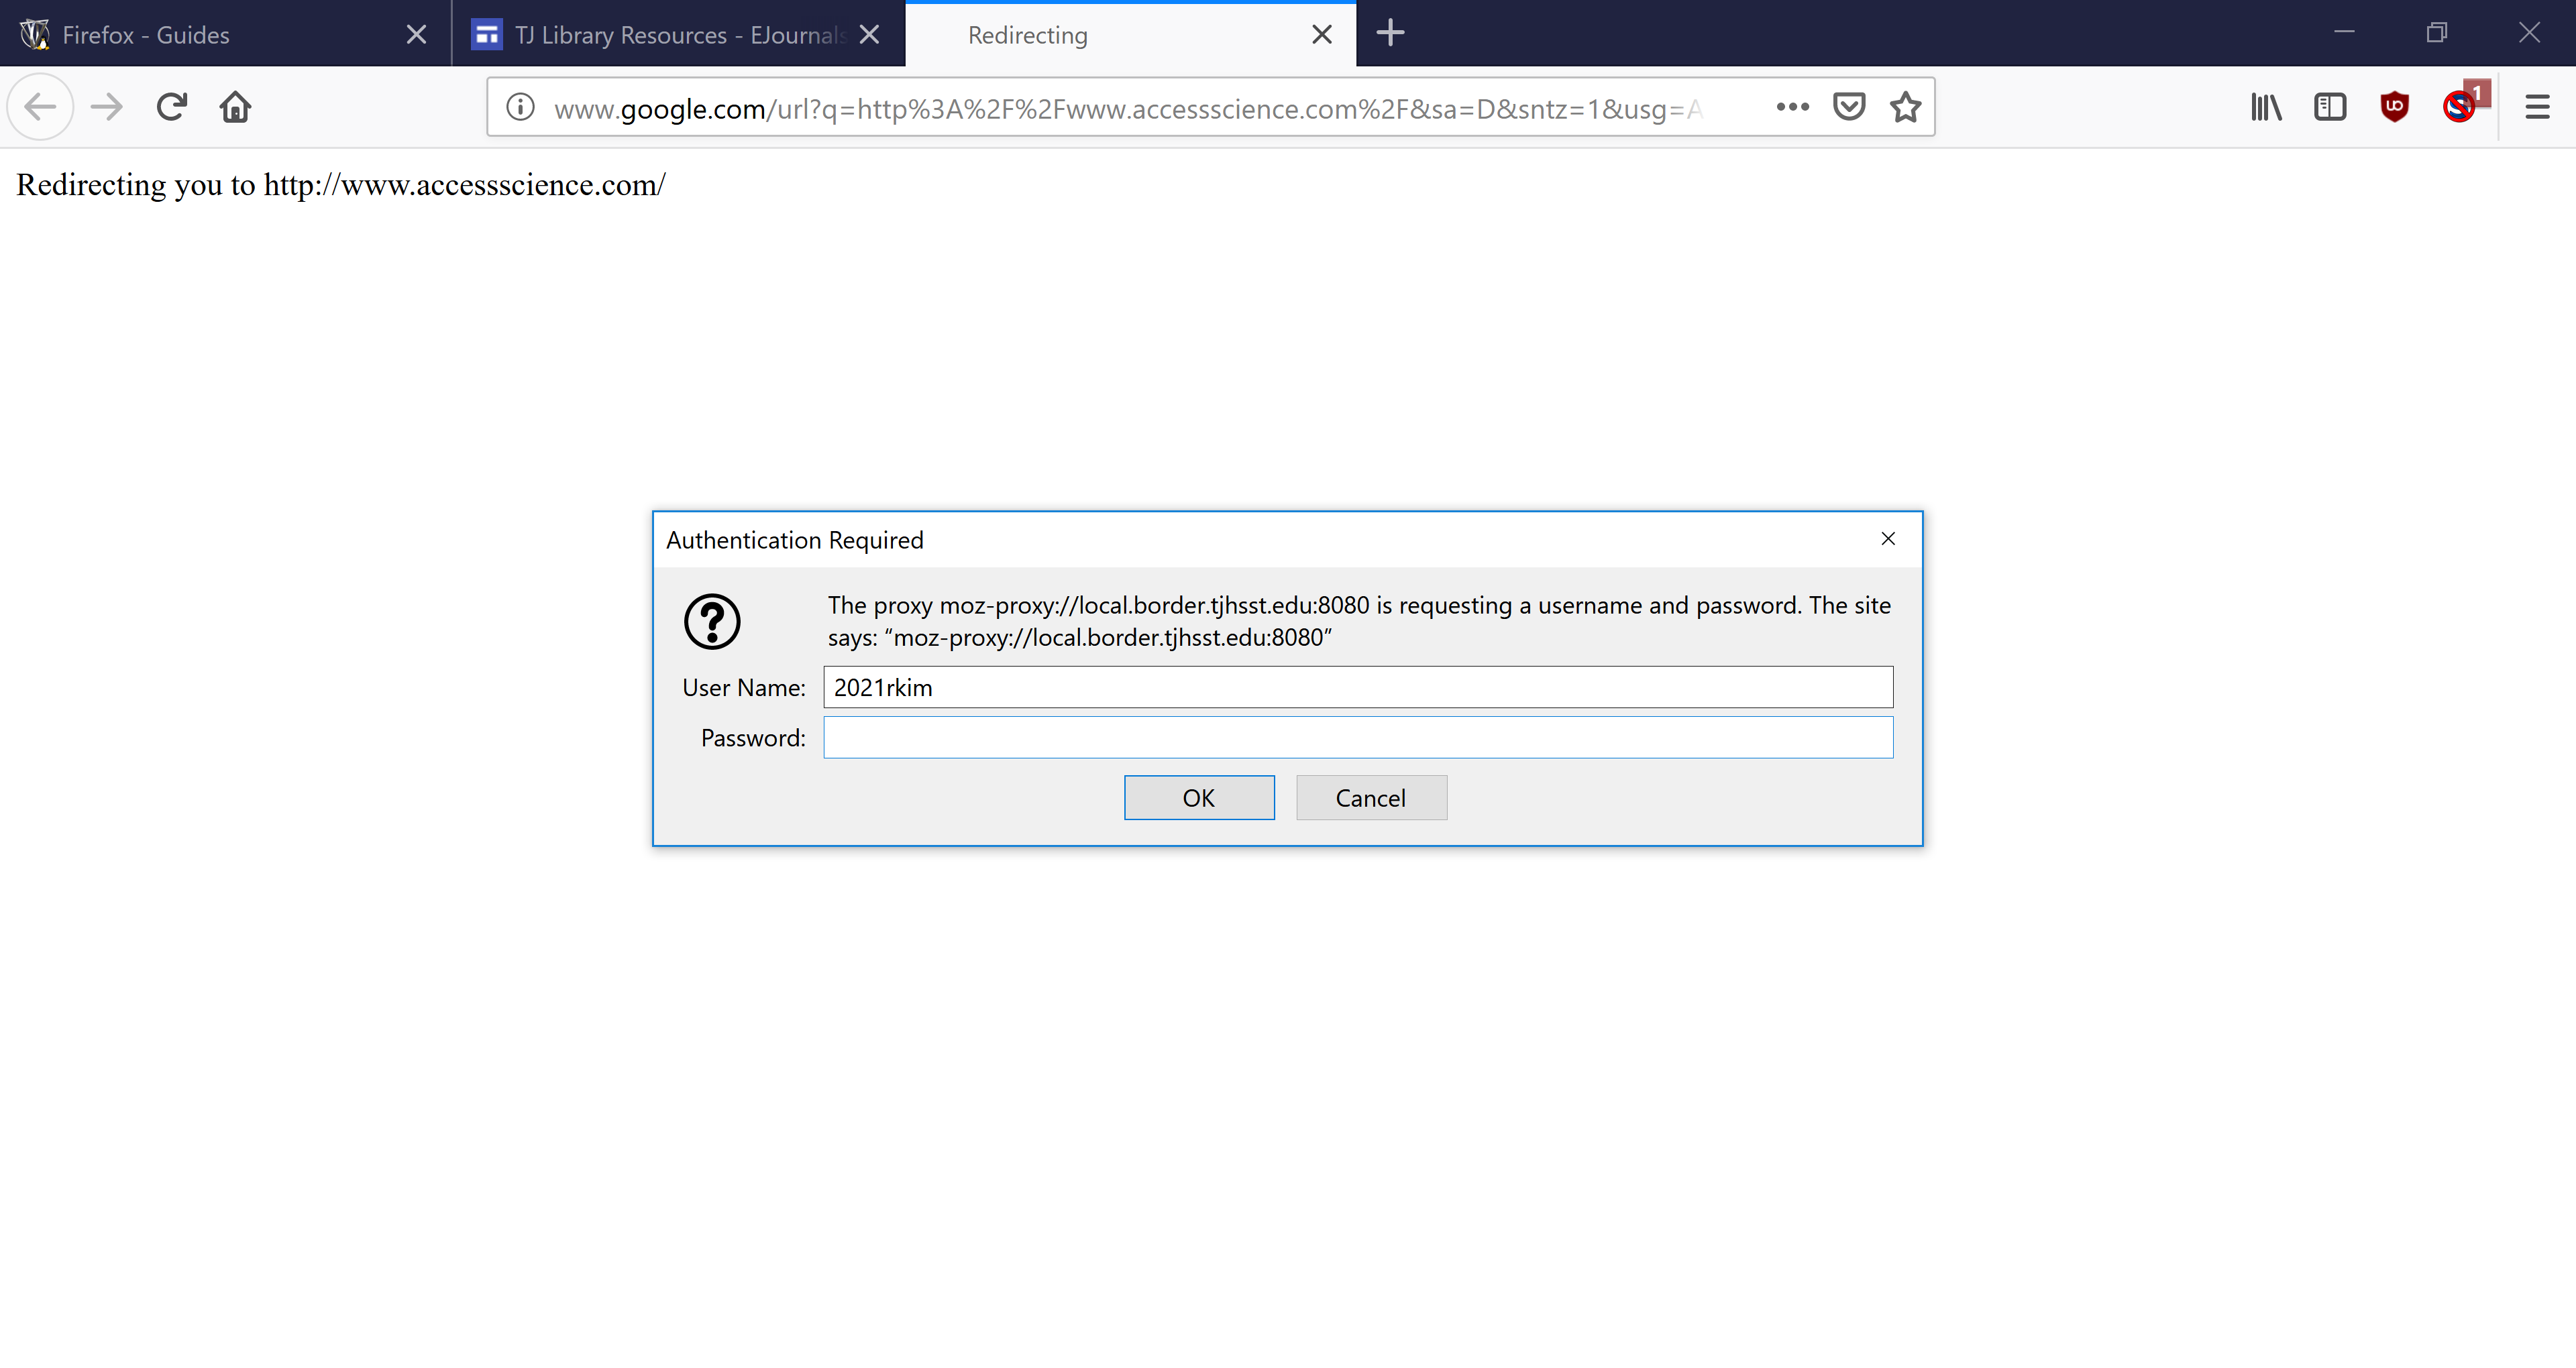 Firefox - Guides
TJ Library Resources - EJournals
Redirecting
www.google.com/url?q=http%3A%2F%2Fwww.accessscience.com%2F&sa=D&sntz=1&usg=A
1
Redirecting you to http://www.accessscience.com/
Authentication Required
The proxy moz-proxy://local.border.tjhsst.edu:8080 is requesting a username and password. The site
says: “moz-proxy://local.border.tjhsst.edu:8080”
User Name: 2021rkim
Password:
OK Cancel